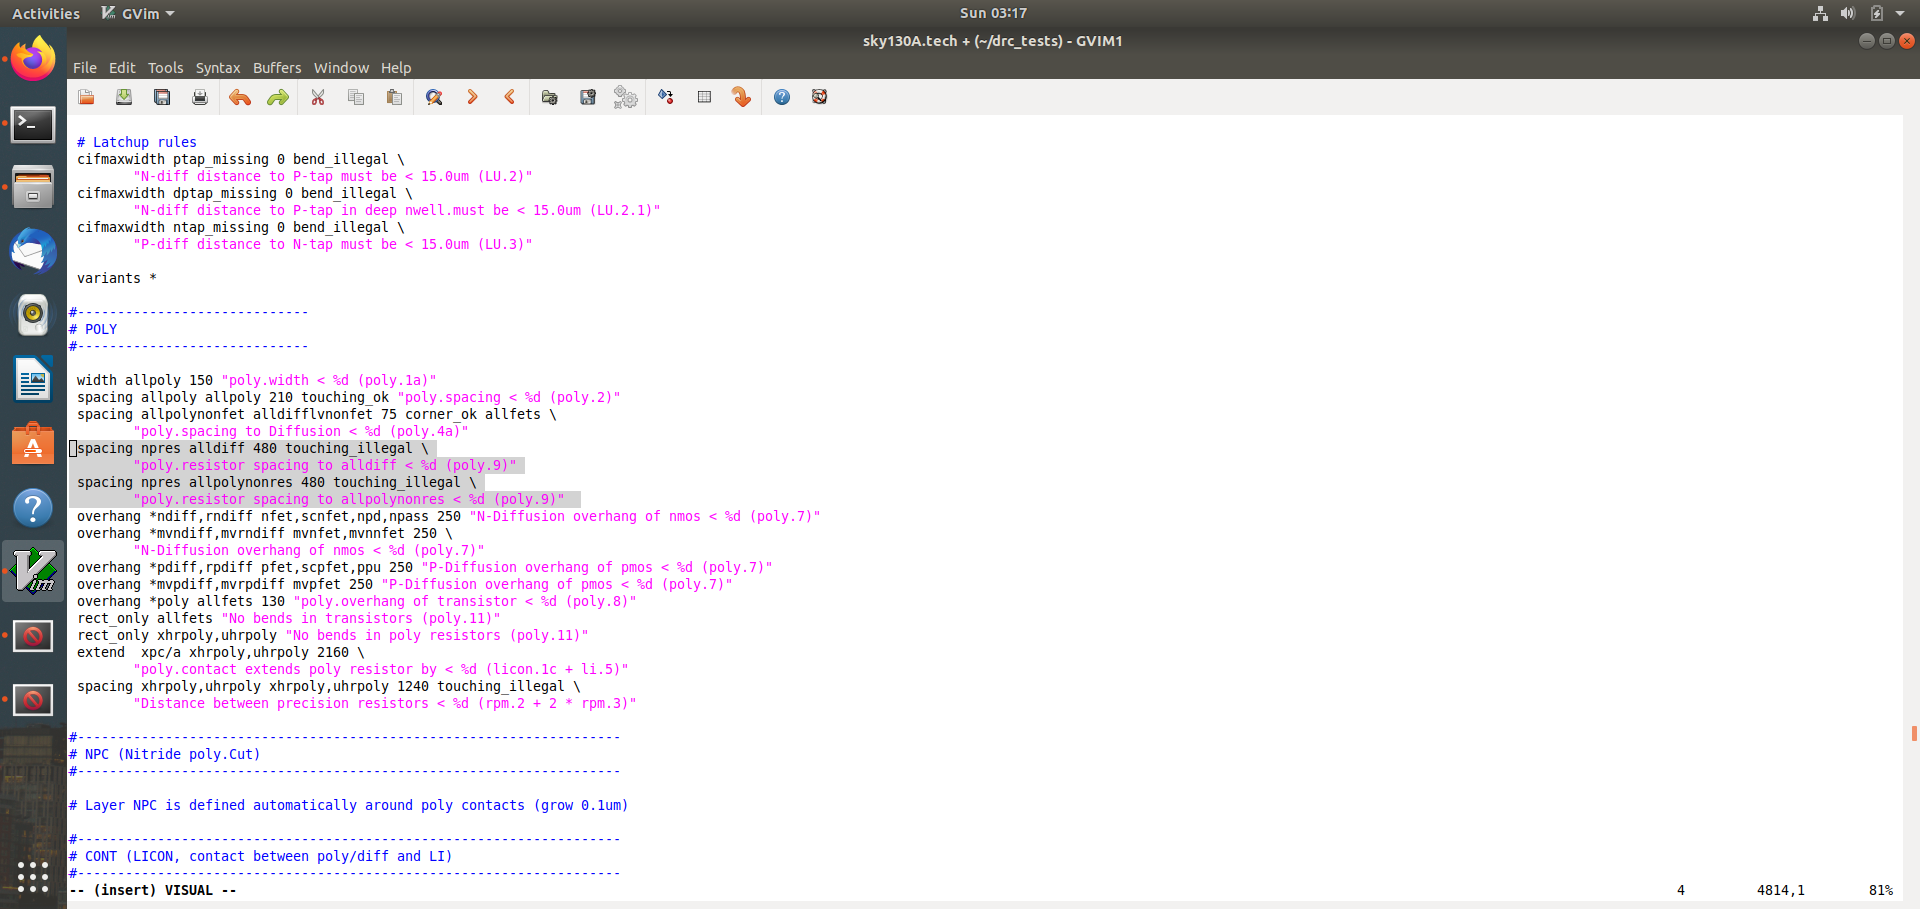 Activities GVim Sun 03:17
sky130A.tech + (~/drc_tests) - GVIM1
File Edit Tools Syntax Buffers Window Help
# Latchup rules
cifmaxwidth ptap_missing 0 bend_illegal \
"N-diff distance to P-tap must be < 15.0um (LU.2)"
cifmaxwidth dptap_missing 0 bend_illegal \
"N-diff distance to P-tap in deep nwell.must be < 15.0um (LU.2.1)"
cifmaxwidth ntap_missing 0 bend_illegal \
"P-diff distance to N-tap must be < 15.0um (LU.3)"
variants *
#-----------------------------
# POLY
#-----------------------------
width allpoly 150 "poly.width < %d (poly.1a)"
spacing allpoly allpoly 210 touching_ok "poly.spacing < %d (poly.2)"
spacing allpolynonfet alldifflvnonfet 75 corner_ok allfets \
"poly.spacing to Diffusion < %d (poly.4a)"
spacing npres alldiff 480 touching_illegal \
"poly.resistor spacing to alldiff < %d (poly.9)"
spacing npres allpolynonres 480 touching_illegal \
"poly.resistor spacing to allpolynonres < %d (poly.9)"
overhang *ndiff,rndiff nfet,scnfet,npd,npass 250 "N-Diffusion overhang of nmos < %d (poly.7)"
overhang *mvndiff,mvrndiff mvnfet,mvnnfet 250 \
"N-Diffusion overhang of nmos < %d (poly.7)"
overhang *pdiff,rpdiff pfet,scpfet,ppu 250 "P-Diffusion overhang of pmos < %d (poly.7)"
overhang *mvpdiff,mvrpdiff mvpfet 250 "P-Diffusion overhang of pmos < %d (poly.7)"
overhang *poly allfets 130 "poly.overhang of transistor < %d (poly.8)"
rect_only allfets "No bends in transistors (poly.11)"
rect_only xhrpoly,uhrpoly "No bends in poly resistors (poly.11)"
extend  xpc/a xhrpoly,uhrpoly 2160 \
"poly.contact extends poly resistor by < %d (licon.1c + li.5)"
spacing xhrpoly,uhrpoly xhrpoly,uhrpoly 1240 touching_illegal \
"Distance between precision resistors < %d (rpm.2 + 2 * rpm.3)"
#--------------------------------------------------------------------
# NPC (Nitride poly.Cut)
#--------------------------------------------------------------------
# Layer NPC is defined automatically around poly contacts (grow 0.1um)
#--------------------------------------------------------------------
# CONT (LICON, contact between poly/diff and LI)
#--------------------------------------------------------------------
-- (insert) VISUAL -- 4 4814,1 81%